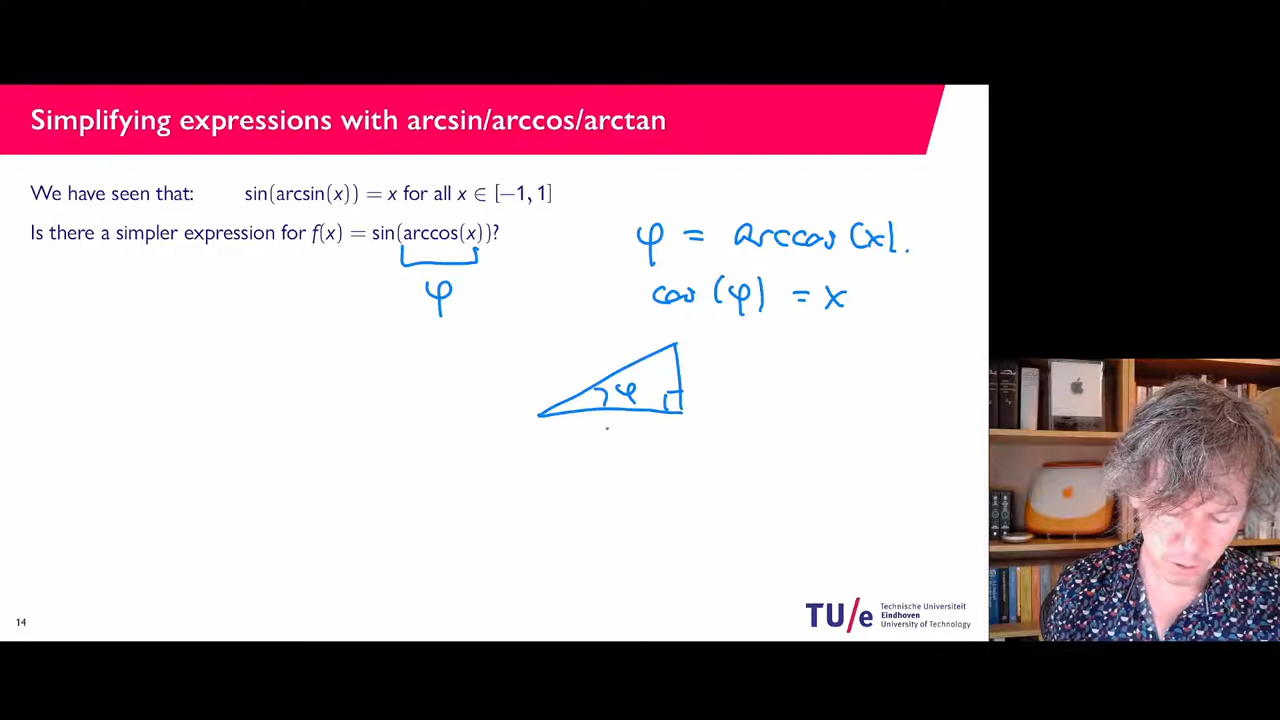 Simplifying expressions with arcsin/arccos/arctan
We have seen that: sin(arcsin(x)) = x for all x ∈ [−1, 1]
Is there a simpler expression for f(x) = sin(arccos(x))?
φ
φ = arccos (x).
cos (φ) = x
φ
14
TU/e Technische Universiteit
Eindhoven
University of Technology